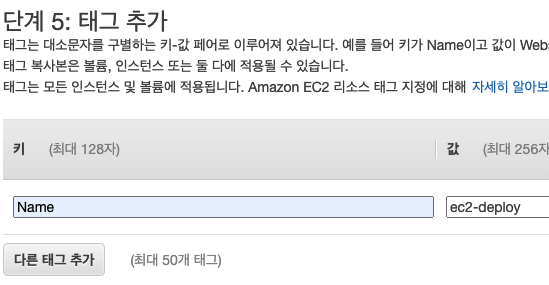 단계 5: 태그 추가
태그는 대소문자를 구별하는 키-값 페어로 이루어져 있습니다. 예를 들어 키가 Name이고 값이 Webs
태그 복사본은 볼륨, 인스턴스 또는 둘 다에 적용될 수 있습니다.
태그는 모든 인스턴스 및 볼륨에 적용됩니다. Amazon EC2 리소스 태그 지정에 대해 자세히 알아보
키 (최대 128자) 값 (최대 256자
Name ec2-deploy
다른 태그 추가 (최대 50개 태그)